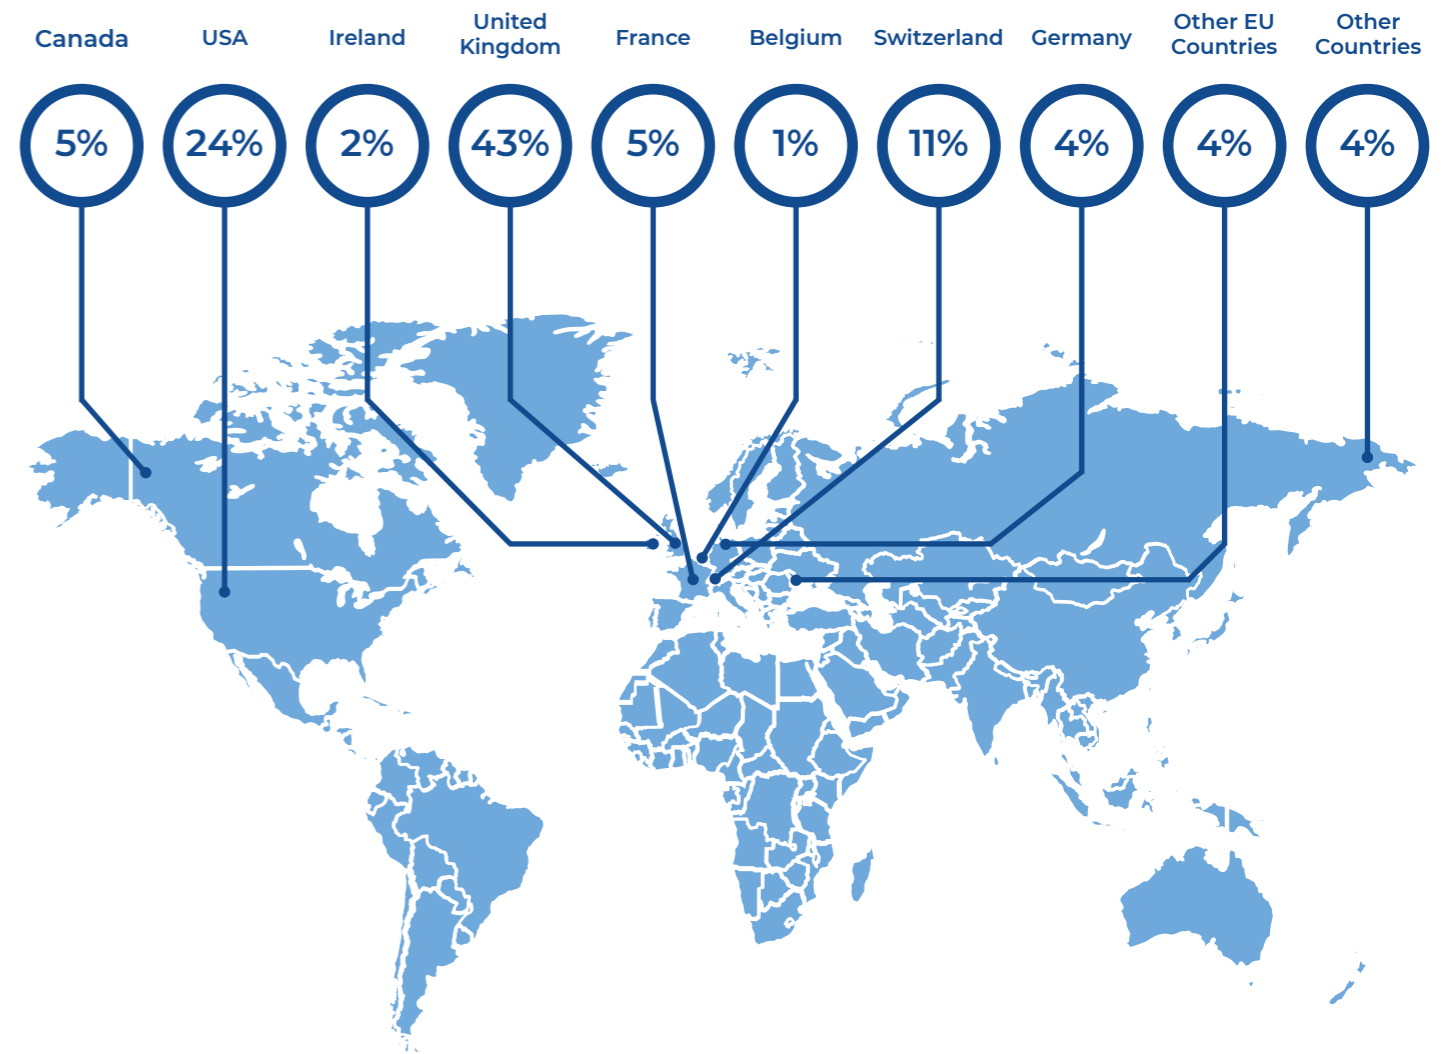 Canada
USA
Ireland
United
Kingdom
France
Belgium
Switzerland
Germany
Other EU
Countries
Other
Countries
5%
24%
2%
43%
5%
1%
11%
4%
4%
4%